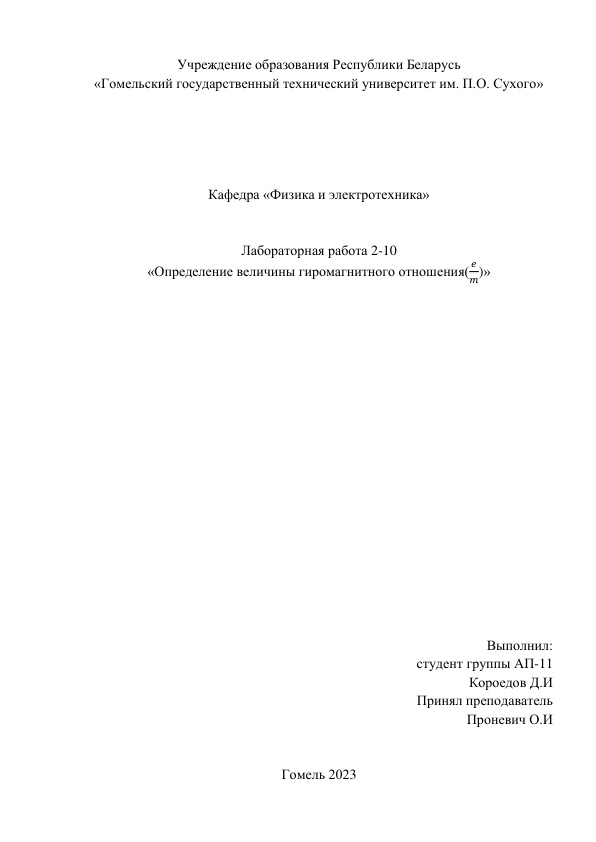 Учреждение образования Республики Беларусь
«Гомельский государственный технический университет им. П.О. Сухого»
Кафедра «Физика и электротехника»
Лабораторная работа 2-10
«Определение величины гиромагнитного отношения(e/m)»
Выполнил:
студент группы АП-11
Короедов Д.И
Принял преподаватель
Проневич О.И
Гомель 2023